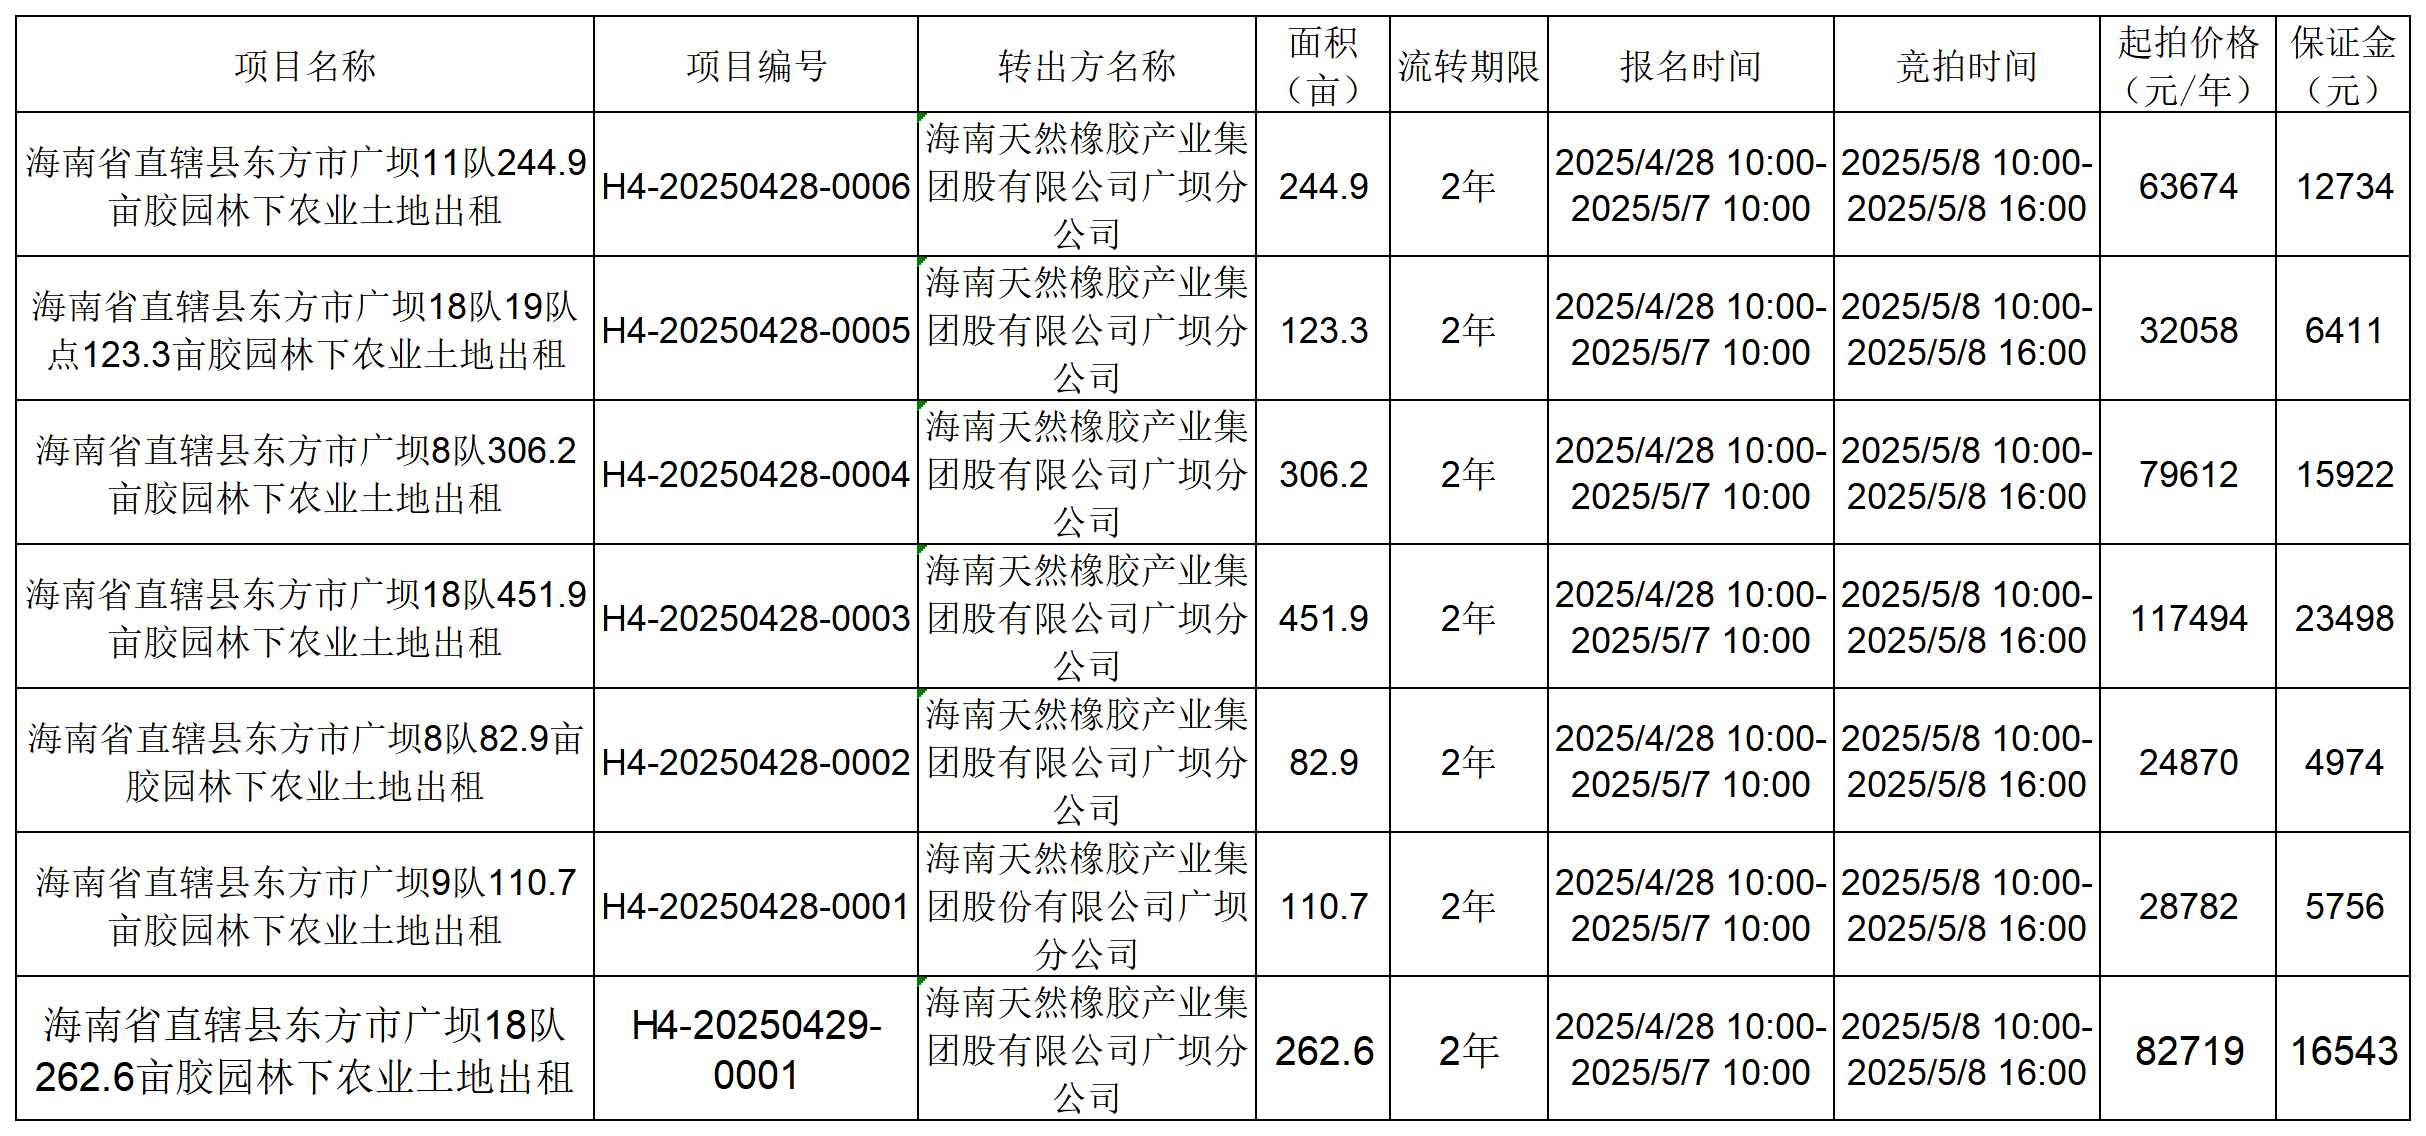 项目名称
项目编号
转出方名称
面积
（亩）
流转期限
报名时间
竞拍时间
起拍价格
（元/年）
保证金
（元）
海南省直辖县东方市广坝11队244.9
亩胶园林下农业土地出租
H4-20250428-0006
海南天然橡胶产业集
团股有限公司广坝分
公司
244.9
2年
2025/4/28 10:00-
2025/5/7 10:00
2025/5/8 10:00-
2025/5/8 16:00
63674
12734
海南省直辖县东方市广坝18队19队
点123.3亩胶园林下农业土地出租
H4-20250428-0005
海南天然橡胶产业集
团股有限公司广坝分
公司
123.3
2年
2025/4/28 10:00-
2025/5/7 10:00
2025/5/8 10:00-
2025/5/8 16:00
32058
6411
海南省直辖县东方市广坝8队306.2
亩胶园林下农业土地出租
H4-20250428-0004
海南天然橡胶产业集
团股有限公司广坝分
公司
306.2
2年
2025/4/28 10:00-
2025/5/7 10:00
2025/5/8 10:00-
2025/5/8 16:00
79612
15922
海南省直辖县东方市广坝18队451.9
亩胶园林下农业土地出租
H4-20250428-0003
海南天然橡胶产业集
团股有限公司广坝分
公司
451.9
2年
2025/4/28 10:00-
2025/5/7 10:00
2025/5/8 10:00-
2025/5/8 16:00
117494
23498
海南省直辖县东方市广坝8队82.9亩
胶园林下农业土地出租
H4-20250428-0002
海南天然橡胶产业集
团股有限公司广坝分
公司
82.9
2年
2025/4/28 10:00-
2025/5/7 10:00
2025/5/8 10:00-
2025/5/8 16:00
24870
4974
海南省直辖县东方市广坝9队110.7
亩胶园林下农业土地出租
H4-20250428-0001
海南天然橡胶产业集
团股份有限公司广坝
分公司
110.7
2年
2025/4/28 10:00-
2025/5/7 10:00
2025/5/8 10:00-
2025/5/8 16:00
28782
5756
海南省直辖县东方市广坝18队
262.6亩胶园林下农业土地出租
H4-20250429-
0001
海南天然橡胶产业集
团股有限公司广坝分
公司
262.6
2年
2025/4/28 10:00-
2025/5/7 10:00
2025/5/8 10:00-
2025/5/8 16:00
82719
16543